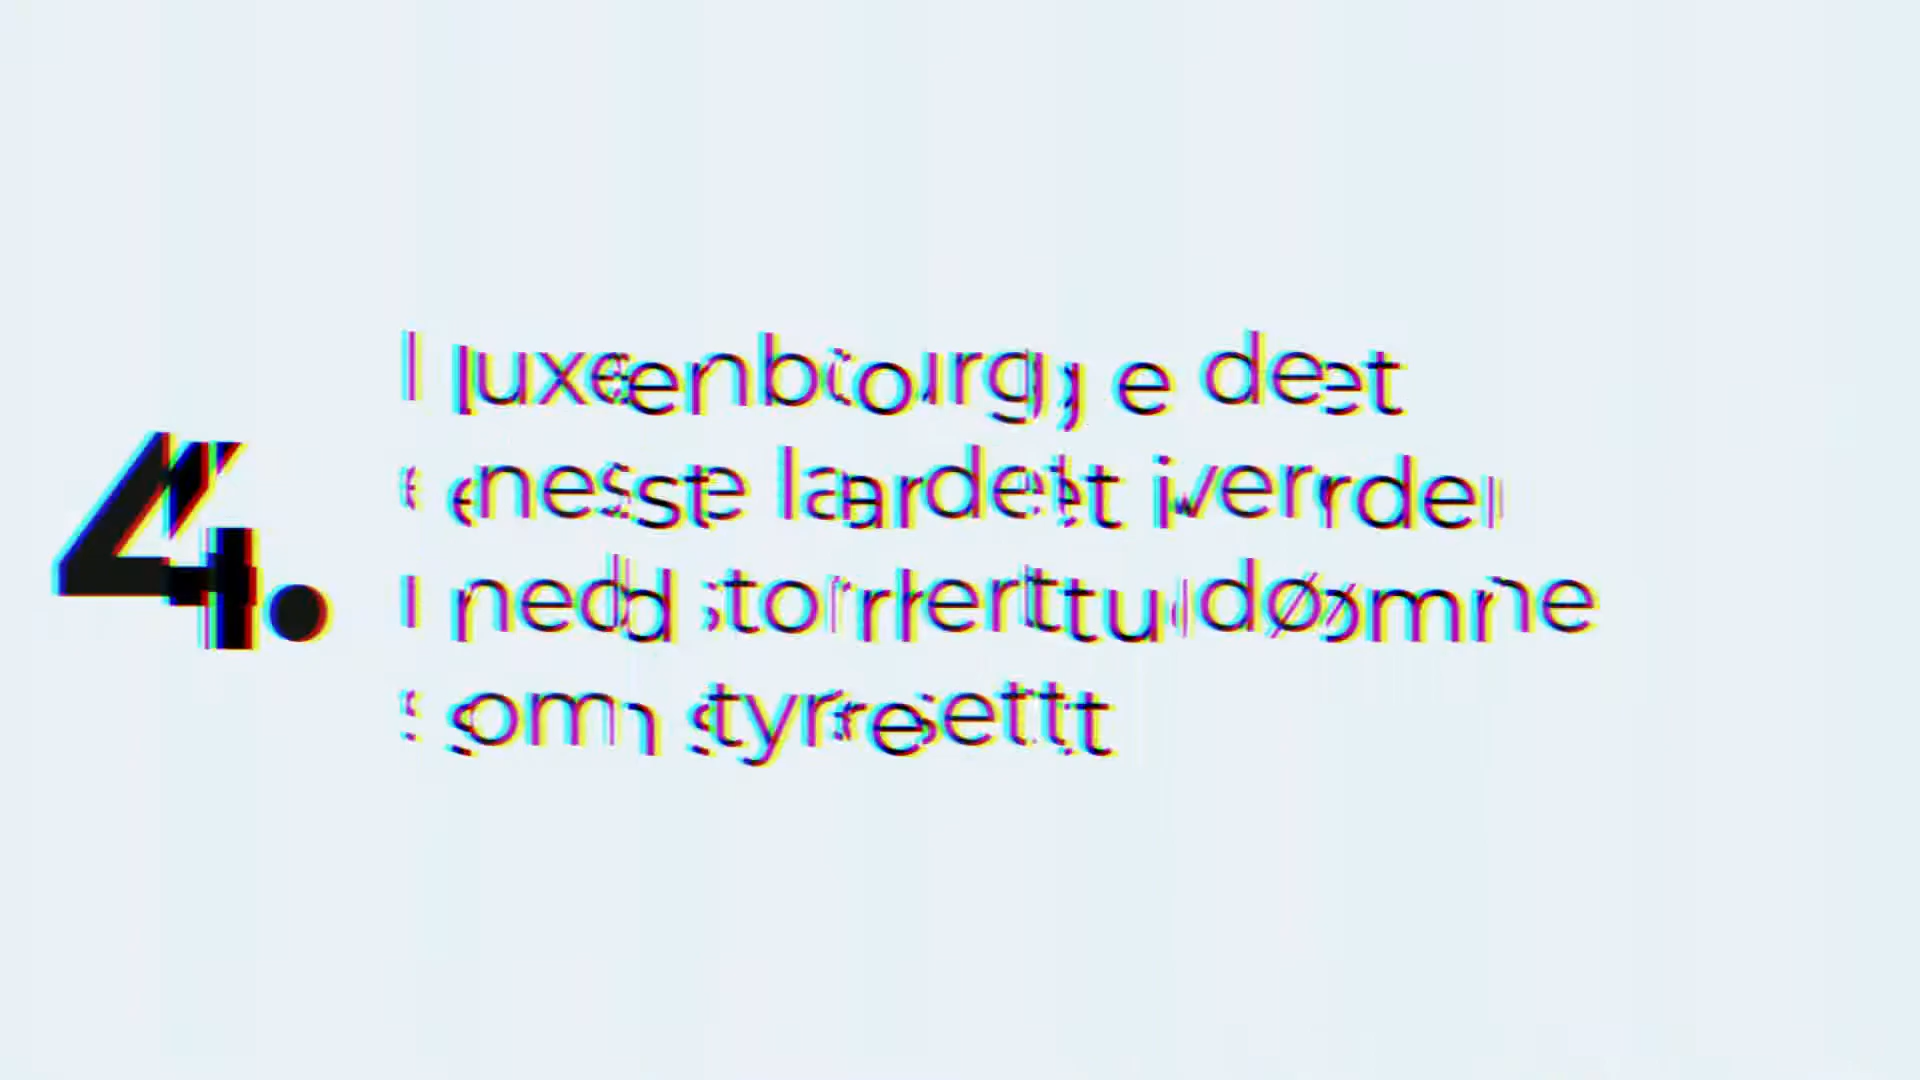 4.
Luxembourg e det
eneste landet i verden
med storhertugdømme
som styresett